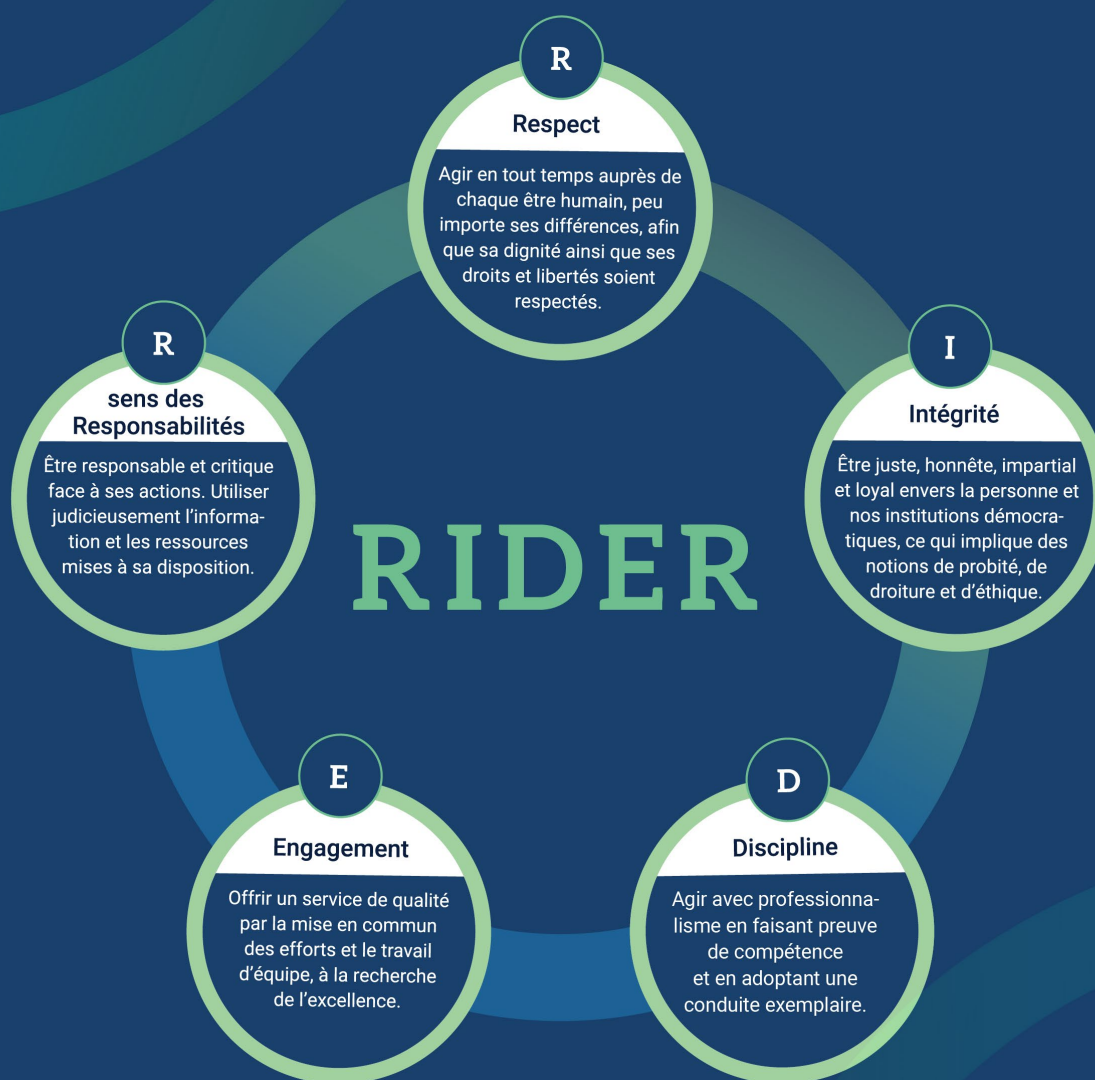 R
Respect
Agir en tout temps auprès de
chaque être humain, peu
importe ses différences, afin
que sa dignité ainsi que ses
droits et libertés soient
respectés.
I
Intégrité
Être juste, honnête, impartial
et loyal envers la personne et
nos institutions démocra-
tiques, ce qui implique des
notions de probité, de
droiture et d’éthique.
D
Discipline
Agir avec professionna-
lisme en faisant preuve
de compétence
et en adoptant une
conduite exemplaire.
E
Engagement
Offrir un service de qualité
par la mise en commun
des efforts et le travail
d’équipe, à la recherche
de l’excellence.
R
sens des
Responsabilités
Être responsable et critique
face à ses actions. Utiliser
judicieusement l’informa-
tion et les ressources
mises à sa disposition.
RIDER